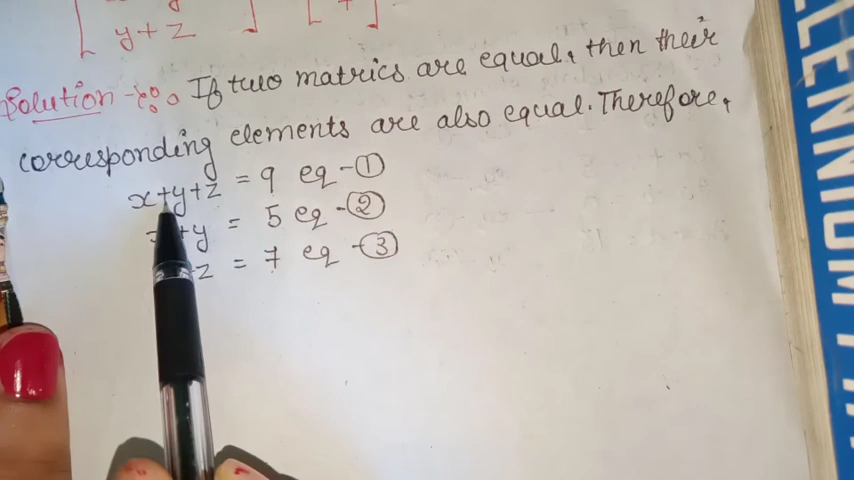 y + z
Solution → If two matrics are equal, then their
corresponding elements are also equal. Therefore,
x+y+z = 9 eq - ①
+y = 5 eq - ②
z = 7 eq - ③